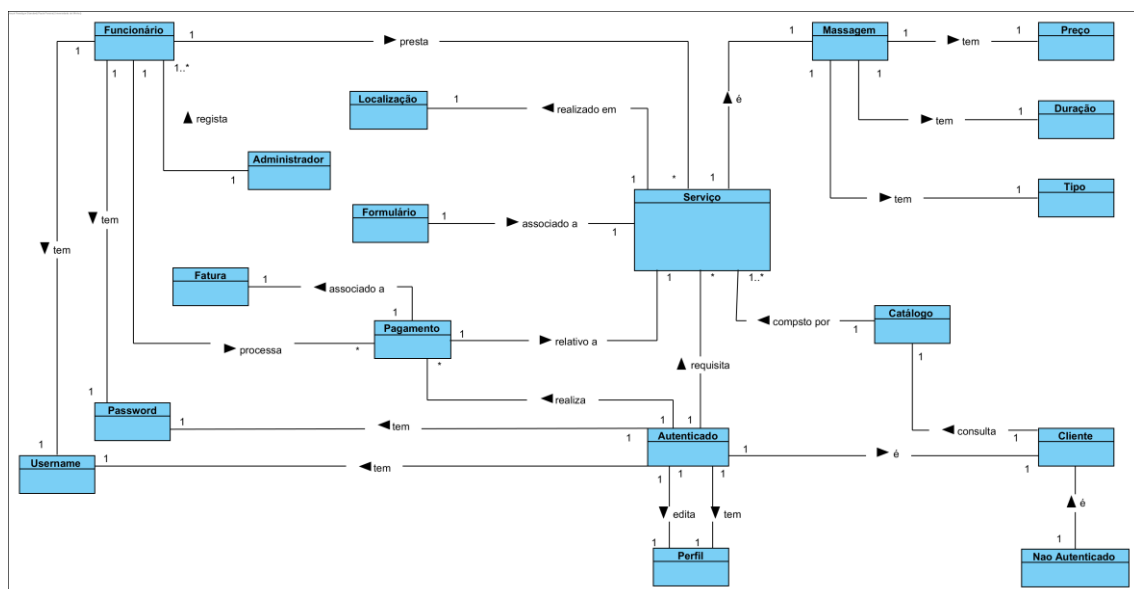 Funcionário
1
1
1
1
1..*
presta
1
Massagem
1
1
1
tem
1
Preço
Localização
1
realizado em
é
tem
1
Duração
regista
Administrador
1
1
*
1
Serviço
tem
1
Tipo
tem
Formulário
1
associado a
1
tem
Fatura
1
associado a
1
*
1..*
1
Pagamento
1
relativo a
compsto por
1
Catálogo
1
processa
*
*
requisita
realiza
1
Password
1
tem
1
1
1
Autenticado
1
consulta
1
Cliente
1
Username
1
tem
1
1
1
é
1
edita
tem
é
1
1
Perfil
1
Nao Autenticado